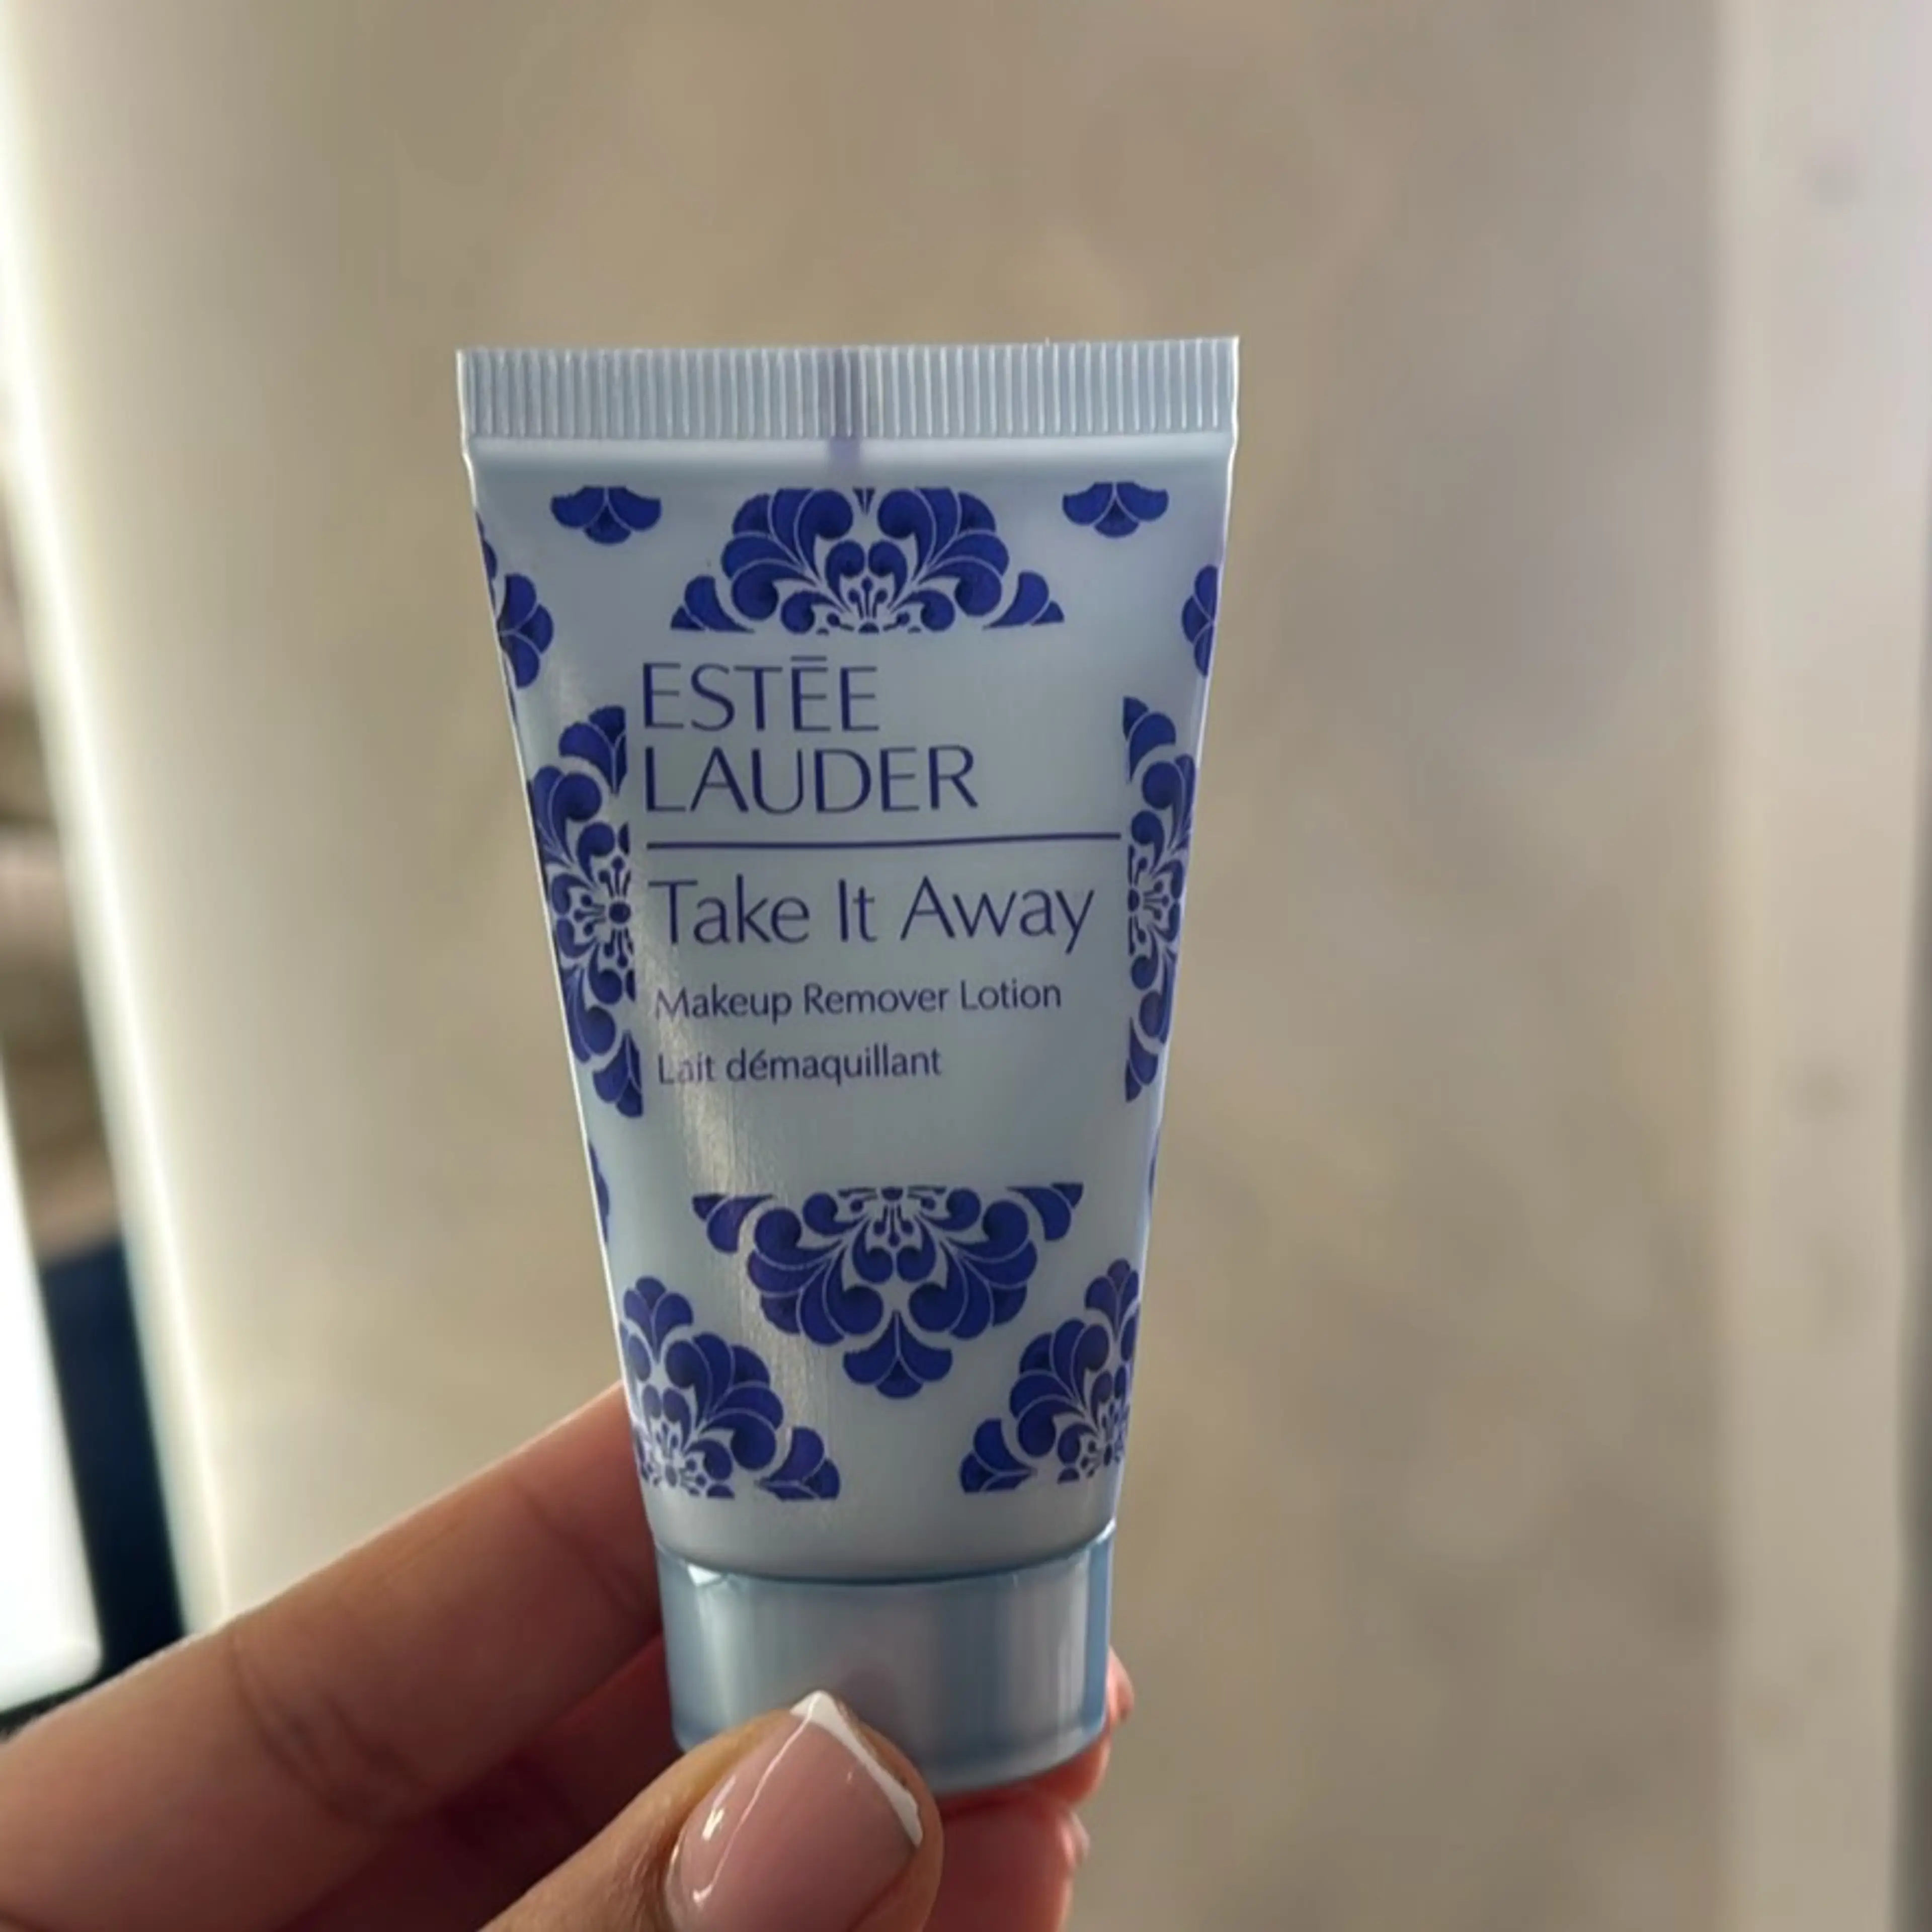 ESTĒE
LAUDER
Take It Away
Makeup Remover Lotion
Lait démaquillant